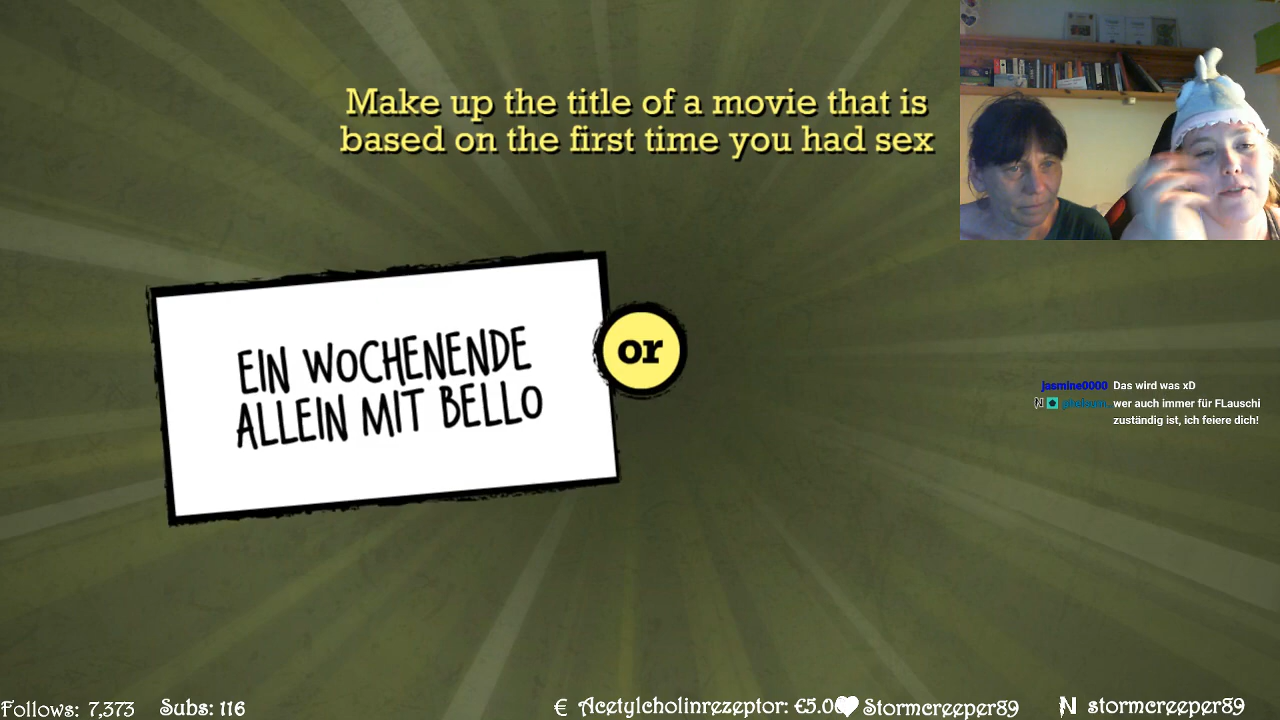 Make up the title of a movie that is
based on the first time you had sex
EIN WOCHENENDE
ALLEIN MIT BELLO
or
jasmine0000 Das wird was xD
wer auch immer für FLauschi
zuständig ist, ich feiere dich!
Follows: 7,373 Subs: 116 € Acetylcholinrezeptor: €5.0 Stormcreeper89 stormcreeper89